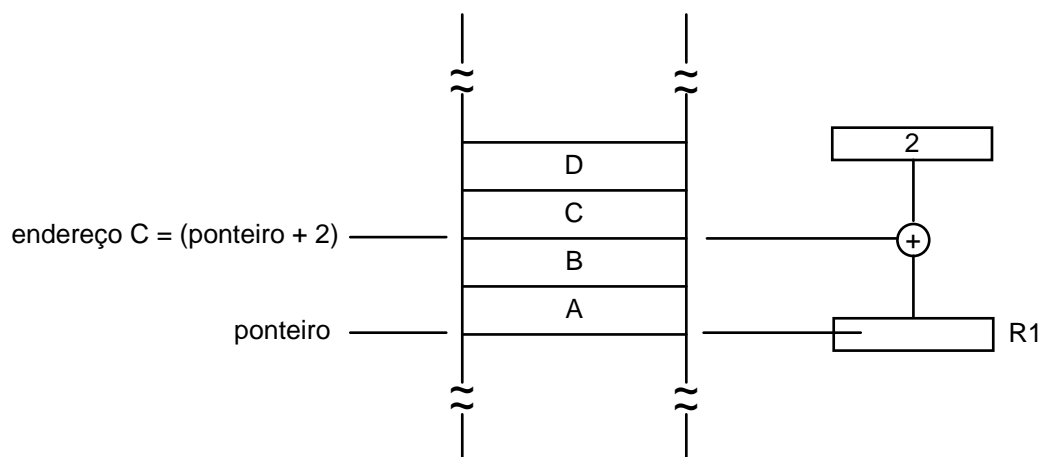 2
D
C
endereço C = (ponteiro + 2)
+
B
A
ponteiro
R1